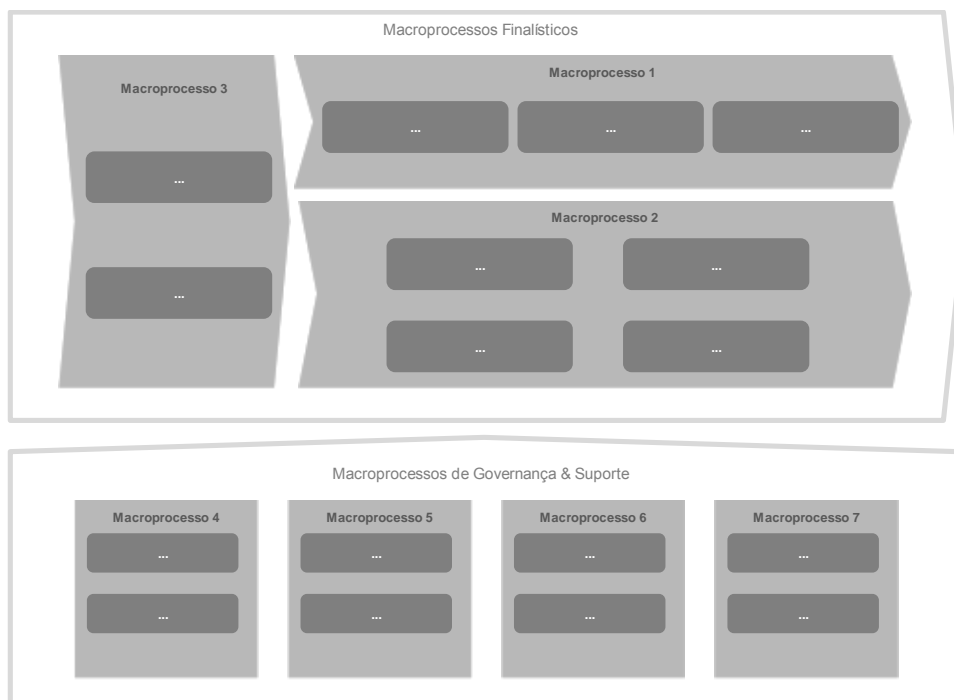 Macroprocessos Finalísticos
Macroprocesso 3
...
...
Macroprocesso 1
... ... ...
Macroprocesso 2
... ...
... ...
Macroprocessos de Governança & Suporte
Macroprocesso 4
...
...
Macroprocesso 5
...
...
Macroprocesso 6
...
...
Macroprocesso 7
...
...